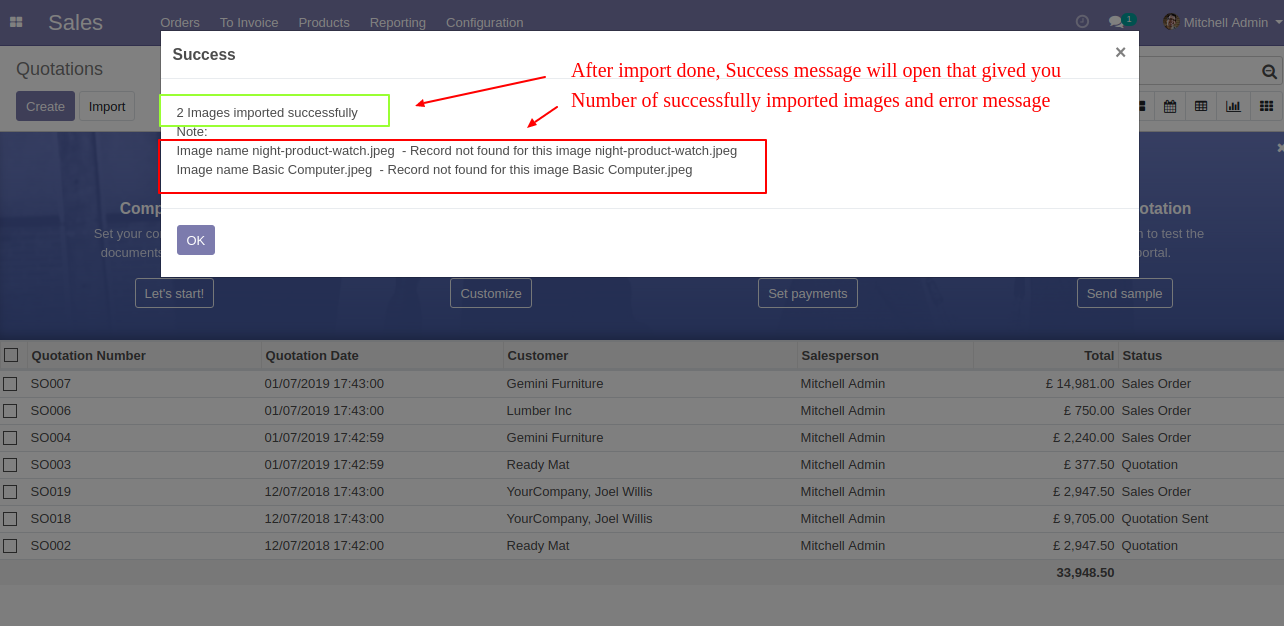 Sales Orders To Invoice Products Reporting Configuration 1 Mitchell Admin
Success ×
Quotations
After import done, Success message will open that gived you
Number of successfully imported images and error message
Create Import
2 Images imported successfully
Note:
Image name night-product-watch.jpeg - Record not found for this image night-product-watch.jpeg
Image name Basic Computer.jpeg - Record not found for this image Basic Computer.jpeg
Comp
otation
Set your co
n to test the
documents
portal.
OK
Let's start! Customize Set payments Send sample
Quotation Number Quotation Date Customer Salesperson Total Status
SO007 01/07/2019 17:43:00 Gemini Furniture Mitchell Admin £ 14,981.00 Sales Order
SO006 01/07/2019 17:43:00 Lumber Inc Mitchell Admin £ 750.00 Sales Order
SO004 01/07/2019 17:42:59 Gemini Furniture Mitchell Admin £ 2,240.00 Sales Order
SO003 01/07/2019 17:42:59 Ready Mat Mitchell Admin £ 377.50 Quotation
SO019 12/07/2018 17:43:00 YourCompany, Joel Willis Mitchell Admin £ 2,947.50 Sales Order
SO018 12/07/2018 17:43:00 YourCompany, Joel Willis Mitchell Admin £ 9,705.00 Quotation Sent
SO002 12/07/2018 17:42:00 Ready Mat Mitchell Admin £ 2,947.50 Quotation
33,948.50